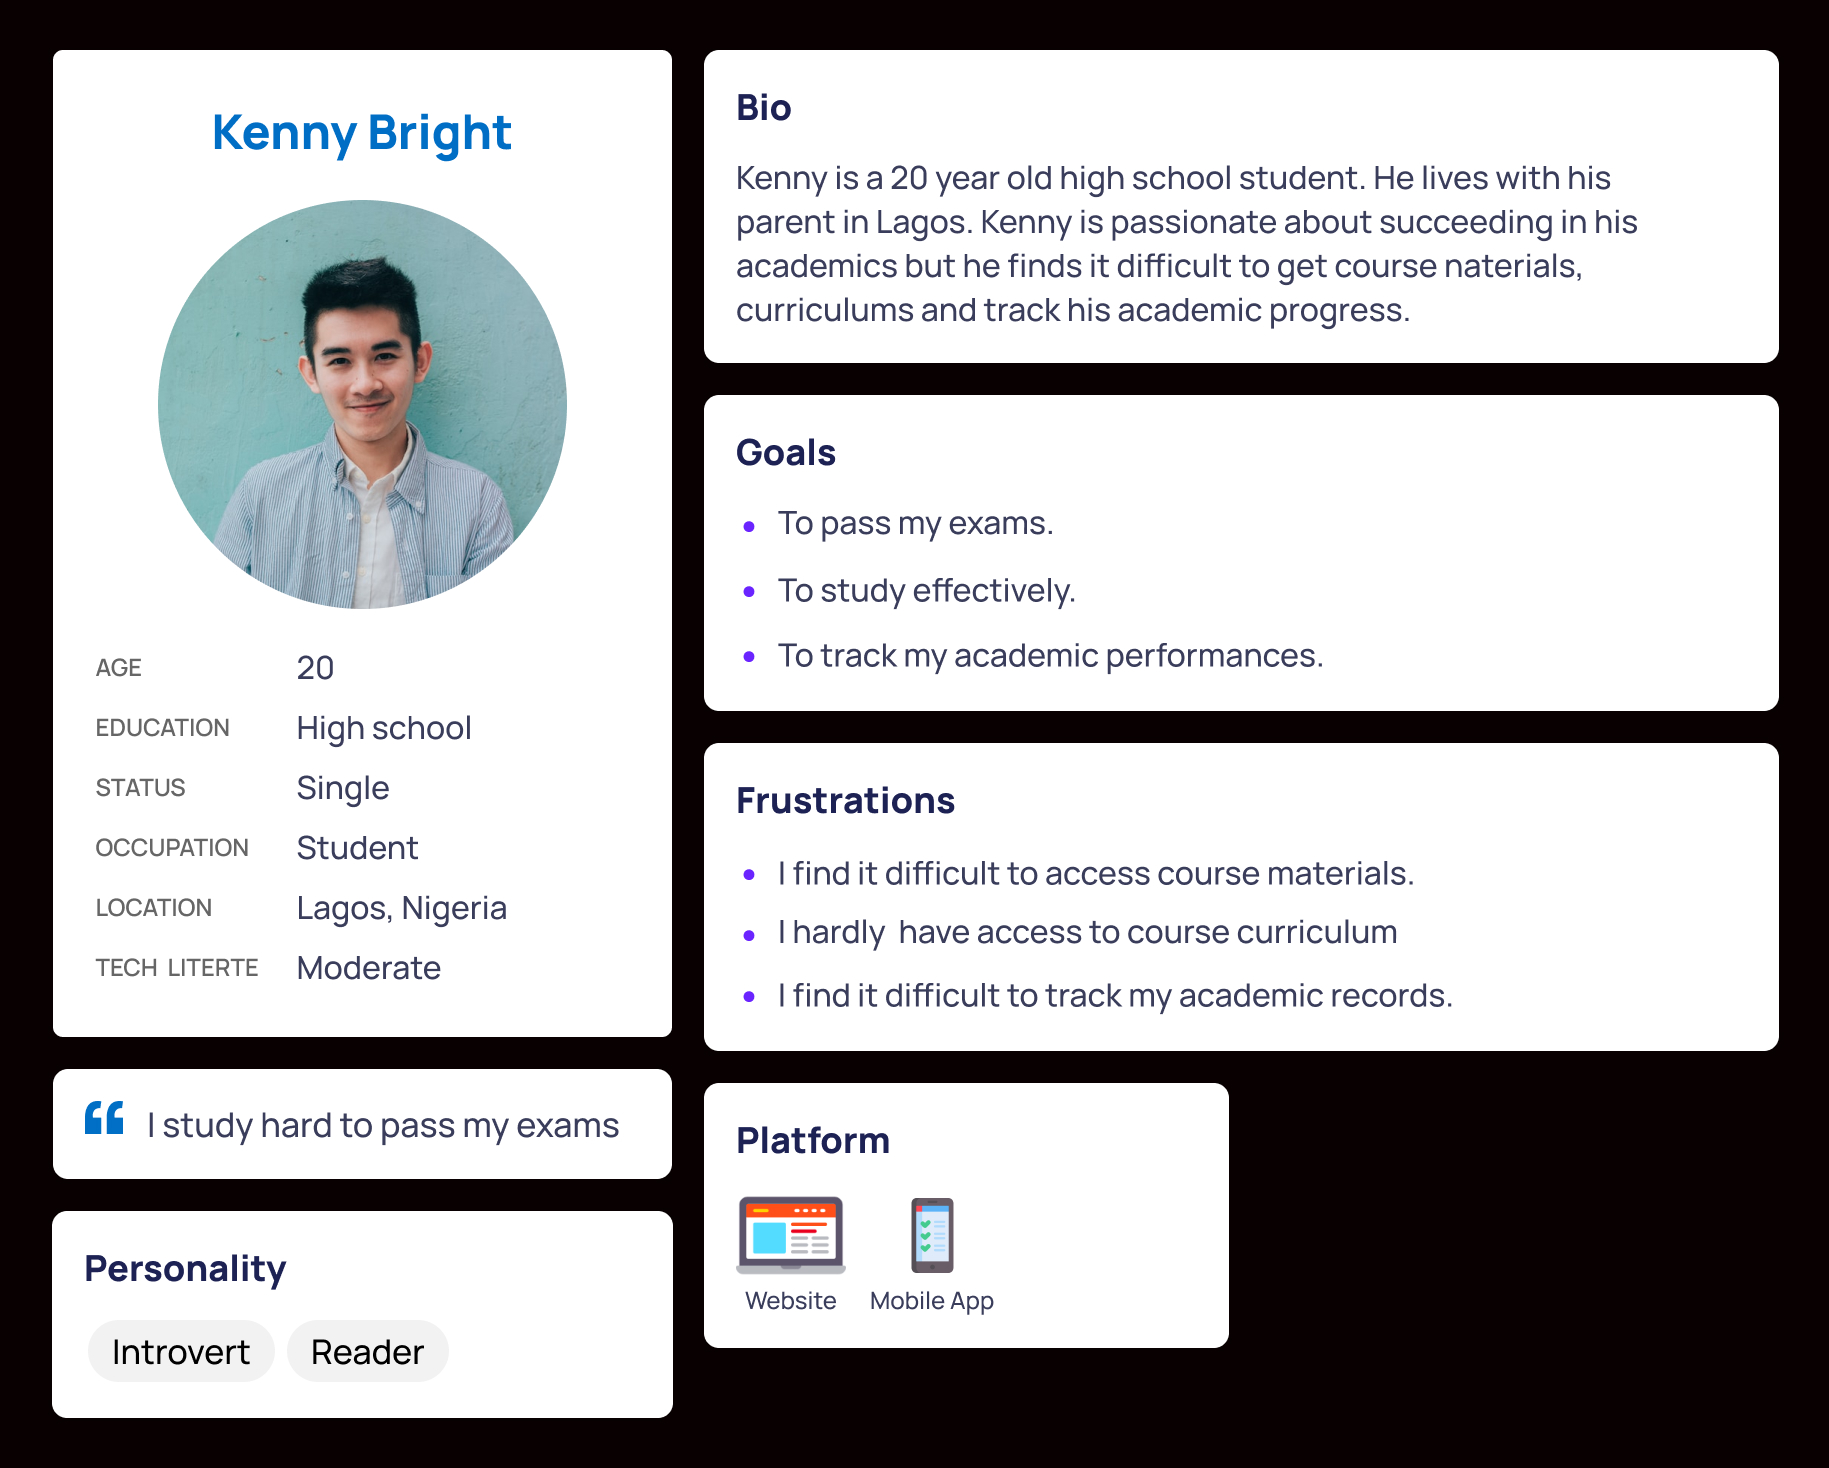 Kenny Bright
AGE 20
EDUCATION High school
STATUS Single
OCCUPATION Student
LOCATION Lagos, Nigeria
TECH LITERTE Moderate
“ I study hard to pass my exams
Personality
Introvert Reader
Bio
Kenny is a 20 year old high school student. He lives with his
parent in Lagos. Kenny is passionate about succeeding in his
academics but he finds it difficult to get course naterials,
curriculums and track his academic progress.
Goals
• To pass my exams.
• To study effectively.
• To track my academic performances.
Frustrations
• I find it difficult to access course materials.
• I hardly  have access to course curriculum
• I find it difficult to track my academic records.
Platform
Website Mobile App